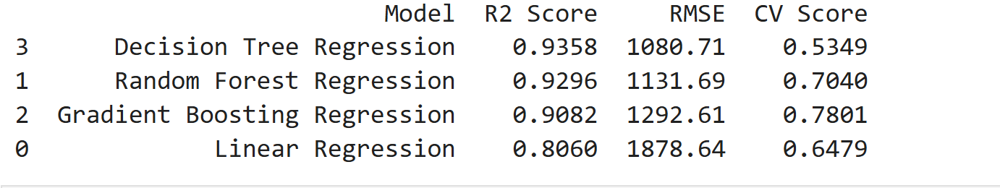 Model R2 Score RMSE CV Score
3 Decision Tree Regression 0.9358 1080.71 0.5349
1 Random Forest Regression 0.9296 1131.69 0.7040
2 Gradient Boosting Regression 0.9082 1292.61 0.7801
0 Linear Regression 0.8060 1878.64 0.6479